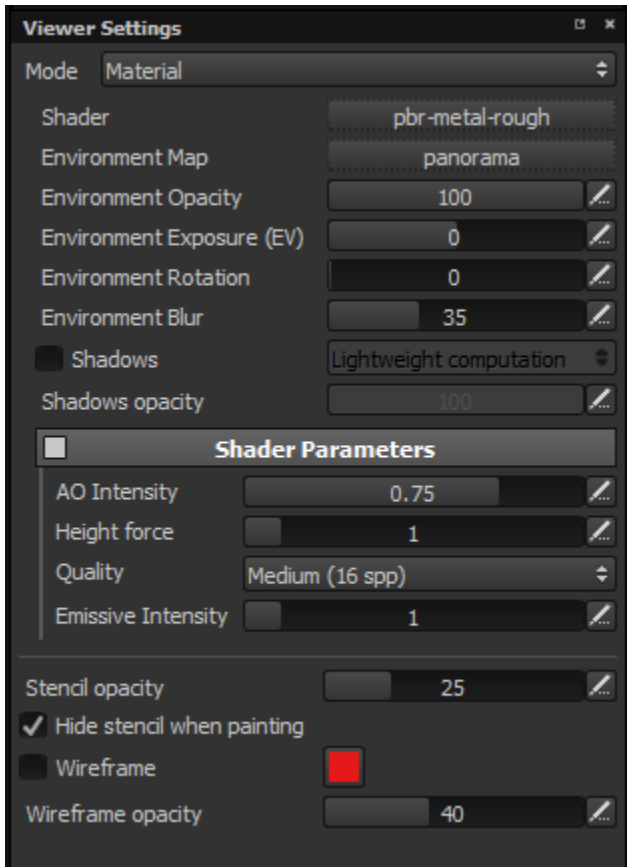 Viewer Settings
Mode Material
Shader pbr-metal-rough
Environment Map panorama
Environment Opacity 100
Environment Exposure (EV) 0
Environment Rotation 0
Environment Blur 35
Shadows Lightweight computation
Shadows opacity 100
Shader Parameters
AO Intensity 0.75
Height force 1
Quality Medium (16 spp)
Emissive Intensity 1
Stencil opacity 25
Hide stencil when painting
Wireframe
Wireframe opacity 40